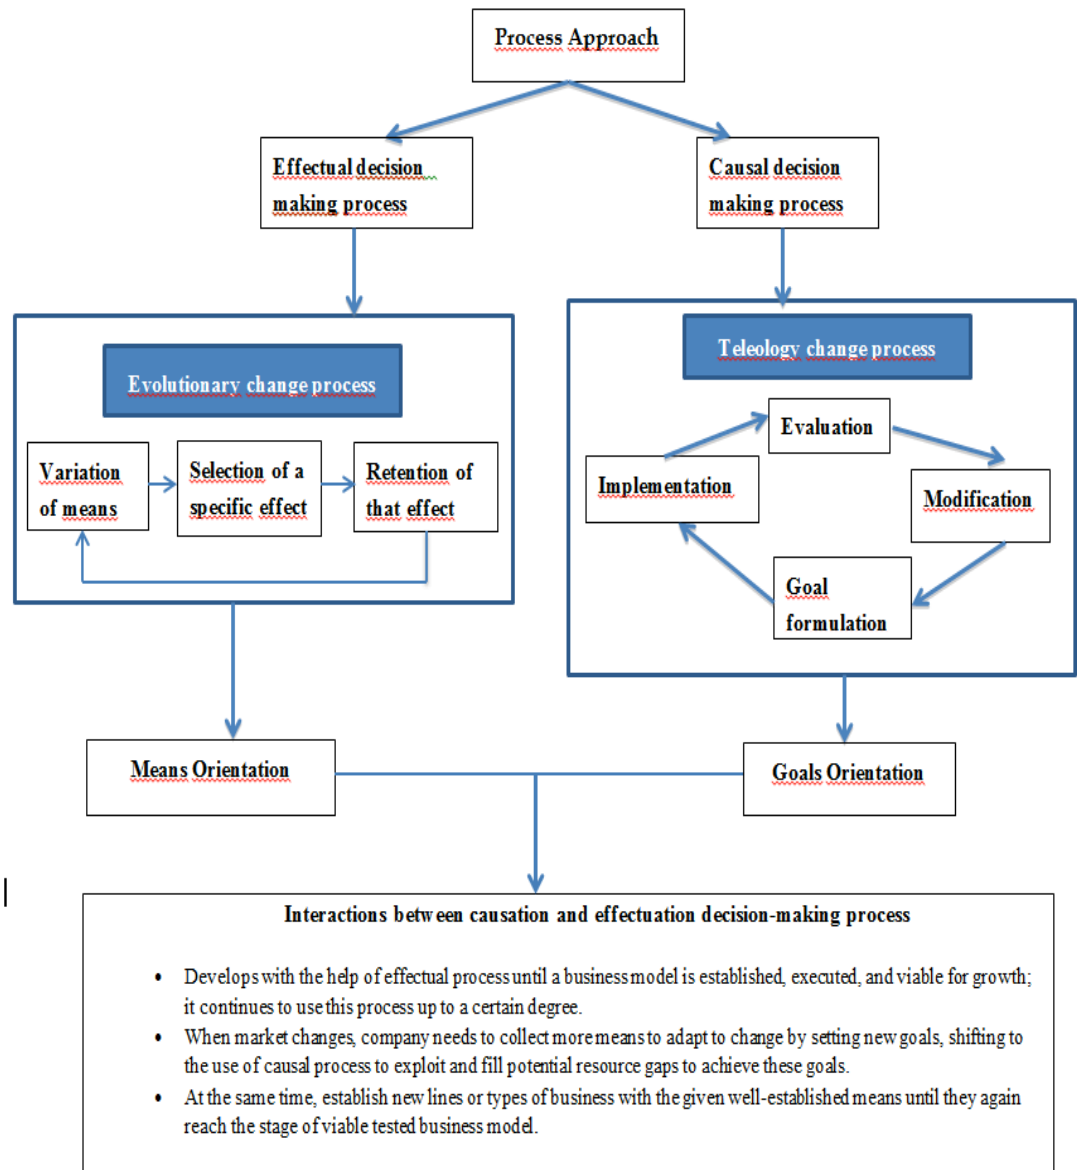 Process Approach
Effectual decision
making process
Causal decision
making process
Evolutionary change process
Variation
of means
Selection of a
specific effect
Retention of
that effect
Teleology change process
Evaluation
Implementation
Modification
Goal
formulation
Means Orientation
Goals Orientation
Interactions between causation and effectuation decision-making process
• Develops with the help of effectual process until a business model is established, executed, and viable for growth;
it continues to use this process up to a certain degree.
• When market changes, company needs to collect more means to adapt to change by setting new goals, shifting to
the use of causal process to exploit and fill potential resource gaps to achieve these goals.
• At the same time, establish new lines or types of business with the given well-established means until they again
reach the stage of viable tested business model.